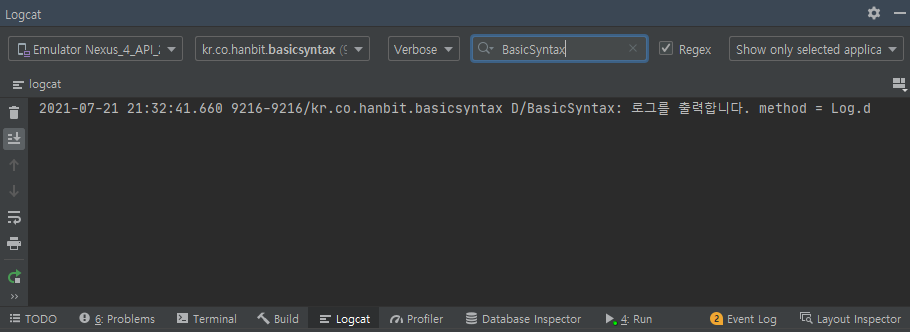 Logcat
Emulator Nexus_4_API_ kr.co.hanbit.basicsyntax Verbose BasicSyntax Regex Show only selected applica
logcat
2021-07-21 21:32:41.660 9216-9216/kr.co.hanbit.basicsyntax D/BasicSyntax: 로그를 출력합니다. method = Log.d
TODO 6: Problems Terminal Build Logcat Profiler Database Inspector 4: Run 2 Event Log Layout Inspector